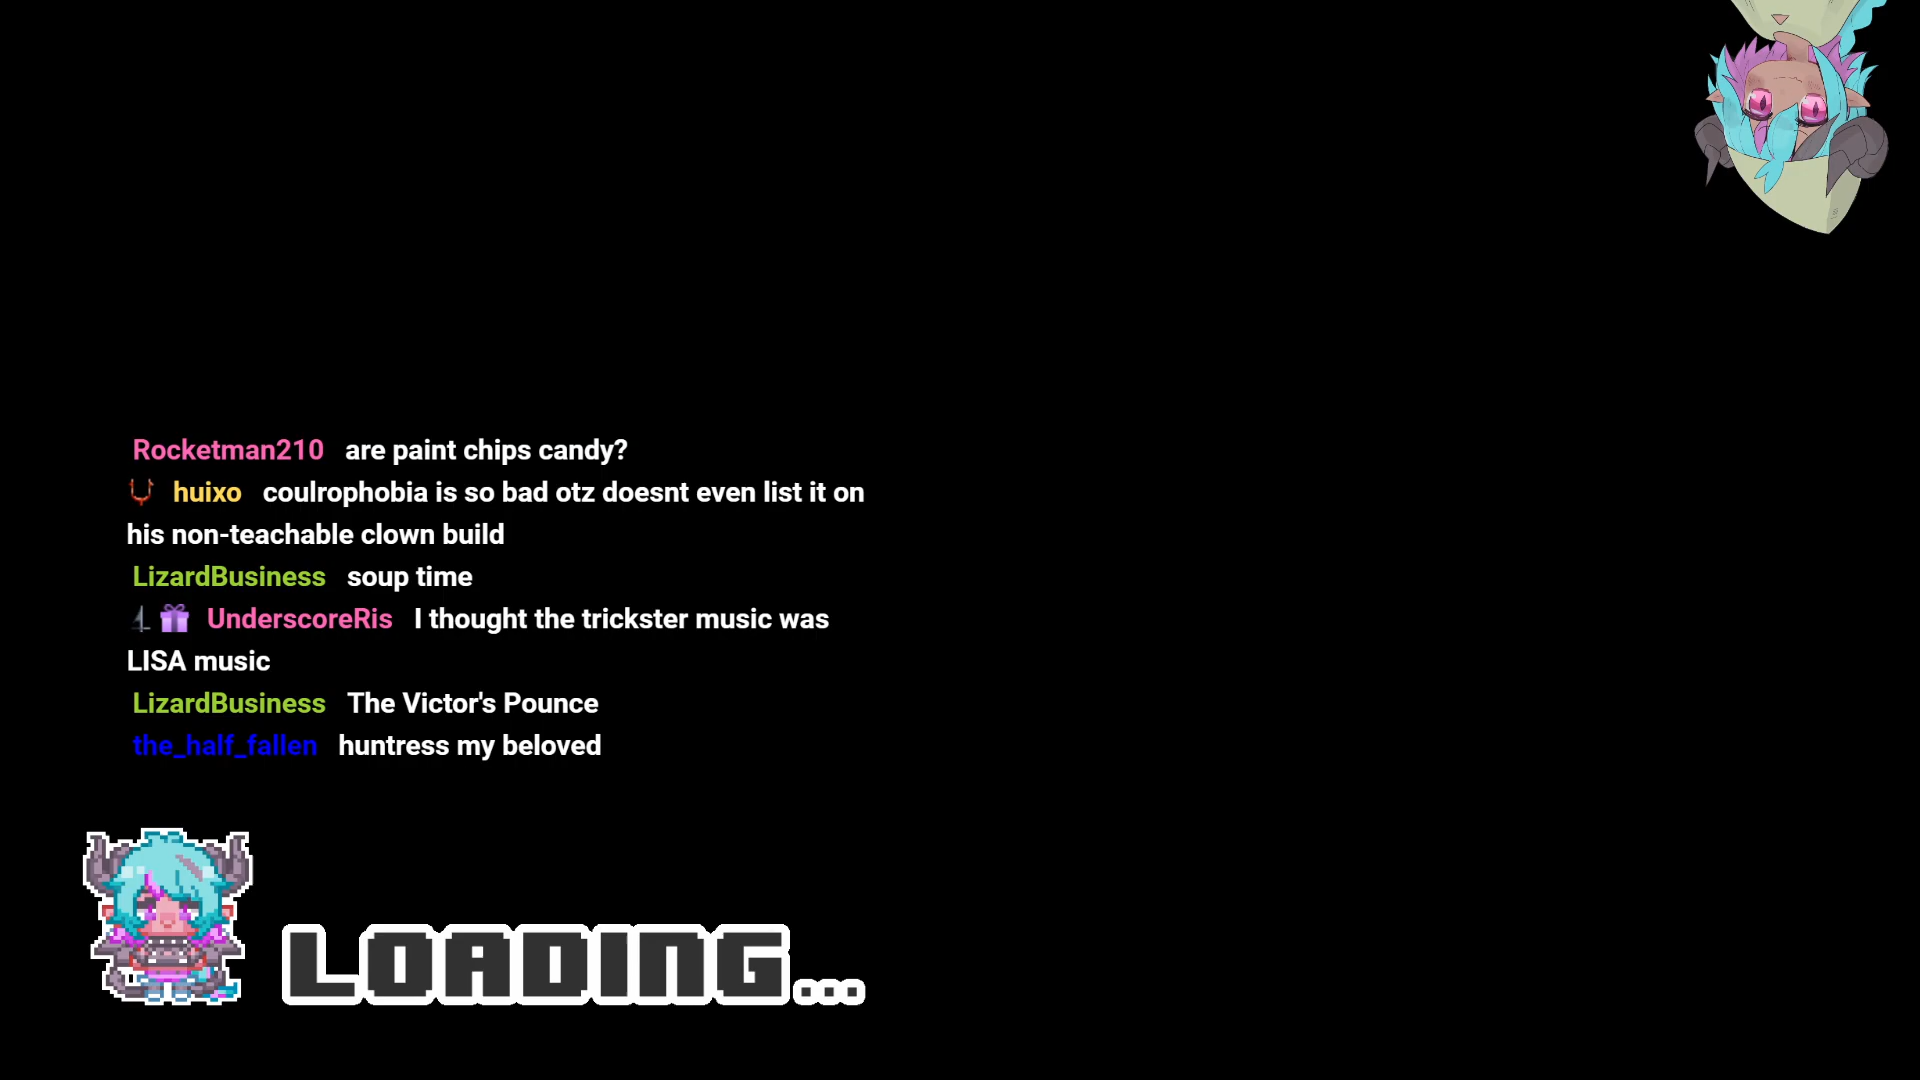 Rocketman210 are paint chips candy?
huixo coulrophobia is so bad otz doesnt even list it on
his non-teachable clown build
LizardBusiness soup time
UnderscoreRis I thought the trickster music was
LISA music
LizardBusiness The Victor's Pounce
the_half_fallen huntress my beloved
LOADING...